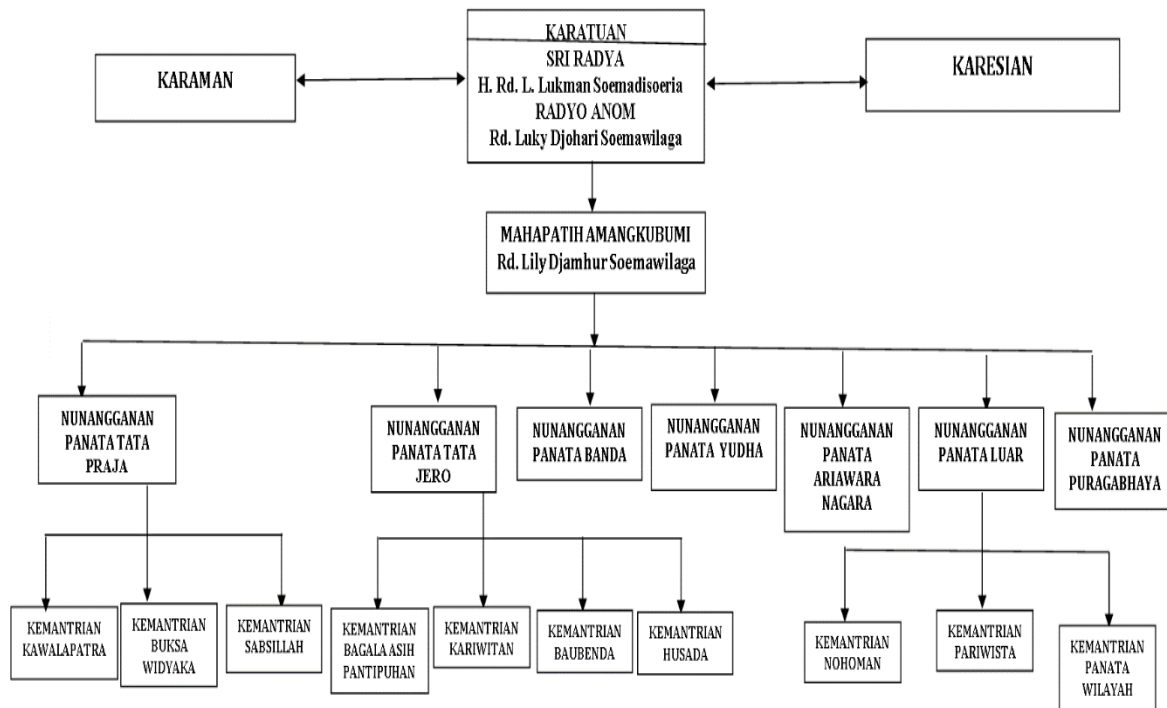 KARATUAN
SRI RADYA
H. Rd. L. Lukman Soemadisoeria
RADYO ANOM
Rd. Luky Djohari Soemawilaga
KARAMAN
KARESIAN
MAHAPATIH AMANGKUBUMI
Rd. Lily Djamhur Soemawilaga
NUNANGGANAN
PANATA TATA
PRAJA
NUNANGGANAN
PANATA TATA
JERO
NUNANGGANAN
PANATA BANDA
NUNANGGANAN
PANATA YUDHA
NUNANGGANAN
PANATA
ARIAWARA
NAGARA
NUNANGGANAN
PANATA LUAR
NUNANGGANAN
PANATA
PURAGABHAYA
KEMANTRIAN
KAWALAPATRA
KEMANTRIAN
BUKSA
WIDYAKA
KEMANTRIAN
SABSILLAH
KEMANTRIAN
BAGALA ASIH
PANTIPUHAN
KEMANTRIAN
KARIWITAN
KEMANTRIAN
BAUBENDA
KEMANTRIAN
HUSADA
KEMANTRIAN
NOHOMAN
KEMANTRIAN
PARIWISTA
KEMANTRIAN
PANATA
WILAYAH